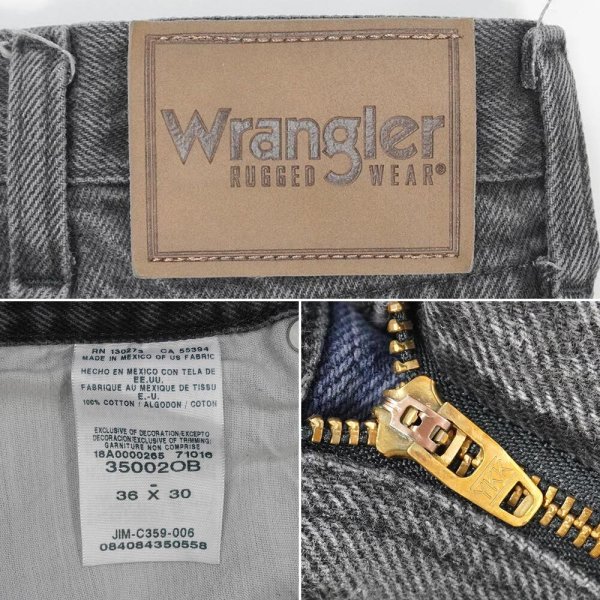 Wrangler
RUGGED WEAR®
RN 130273 CA 55394
MADE IN MEXICO OF US FABRIC
HECHO EN MEXICO CON TELA DE
EE.UU.
FABRIQUE AU MEXIQUE DE TISSU
E.-U.
100% COTTON / ALGODON / COTON
EXCLUSIVE OF DECORATION/EXCEPTO
DECORACION/EXCLUSIVE OF TRIMMING/
GARNITURE NON COMPRISE
18A0000265 71016
35002OB
-
36 X 30
JIM-C359-006
084084350558
YKK